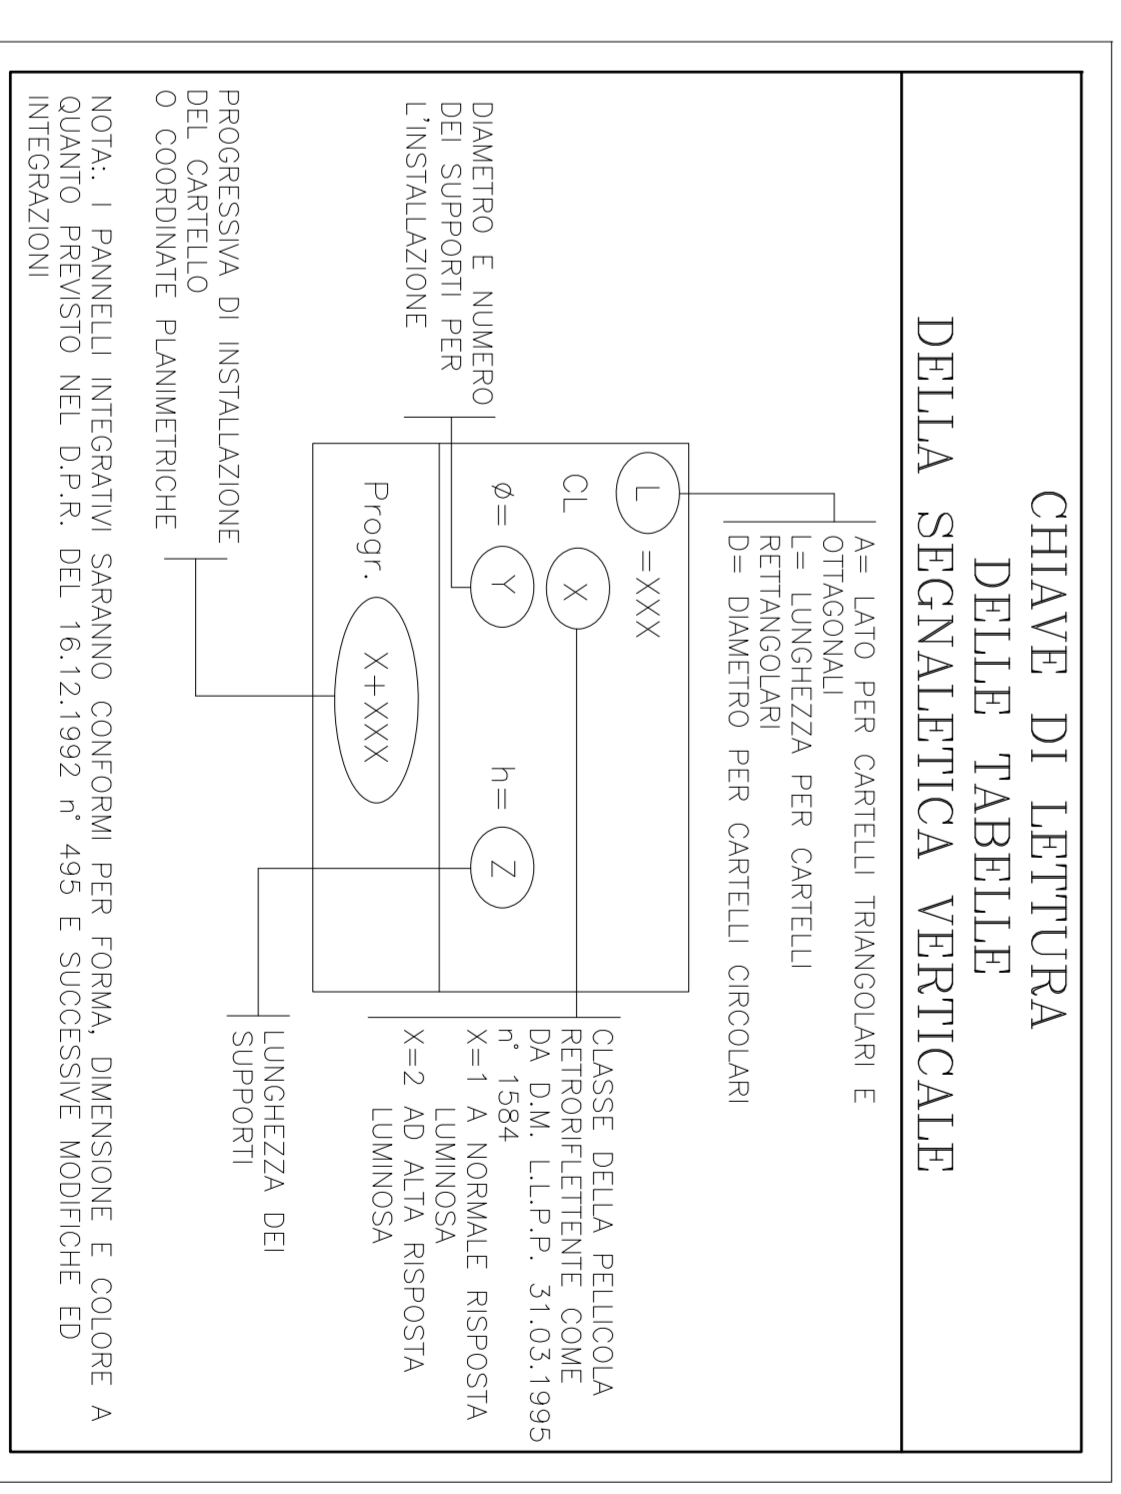 CHIAVE DI LETTURA
DELLE TABELLE
DELLA SEGNALETICA VERTICALE
A= LATO PER CARTELLI TRIANGOLARI E
OTTAGONALI
L= LUNGHEZZA PER CARTELLI
RETTANGOLARI
D= DIAMETRO PER CARTELLI CIRCOLARI
L =XXX
CL X
ø= Y h= Z
Progr. X+XXX
DIAMETRO E NUMERO
DEI SUPPORTI PER
L'INSTALLAZIONE
CLASSE DELLA PELLICOLA
RETRORIFLETTENTE COME
DA D.M. L.L.P.P. 31.03.1995
n° 1584
X=1 A NORMALE RISPOSTA
LUMINOSA
X=2 AD ALTA RISPOSTA
LUMINOSA
PROGRESSIVA DI INSTALLAZIONE
DEL CARTELLO
O COORDINATE PLANIMETRICHE
LUNGHEZZA DEI
SUPPORTI
NOTA:. I PANNELLI INTEGRATIVI SARANNO CONFORMI PER FORMA, DIMENSIONE E COLORE A
QUANTO PREVISTO NEL D.P.R. DEL 16.12.1992 n° 495 E SUCCESSIVE MODIFICHE ED
INTEGRAZIONI